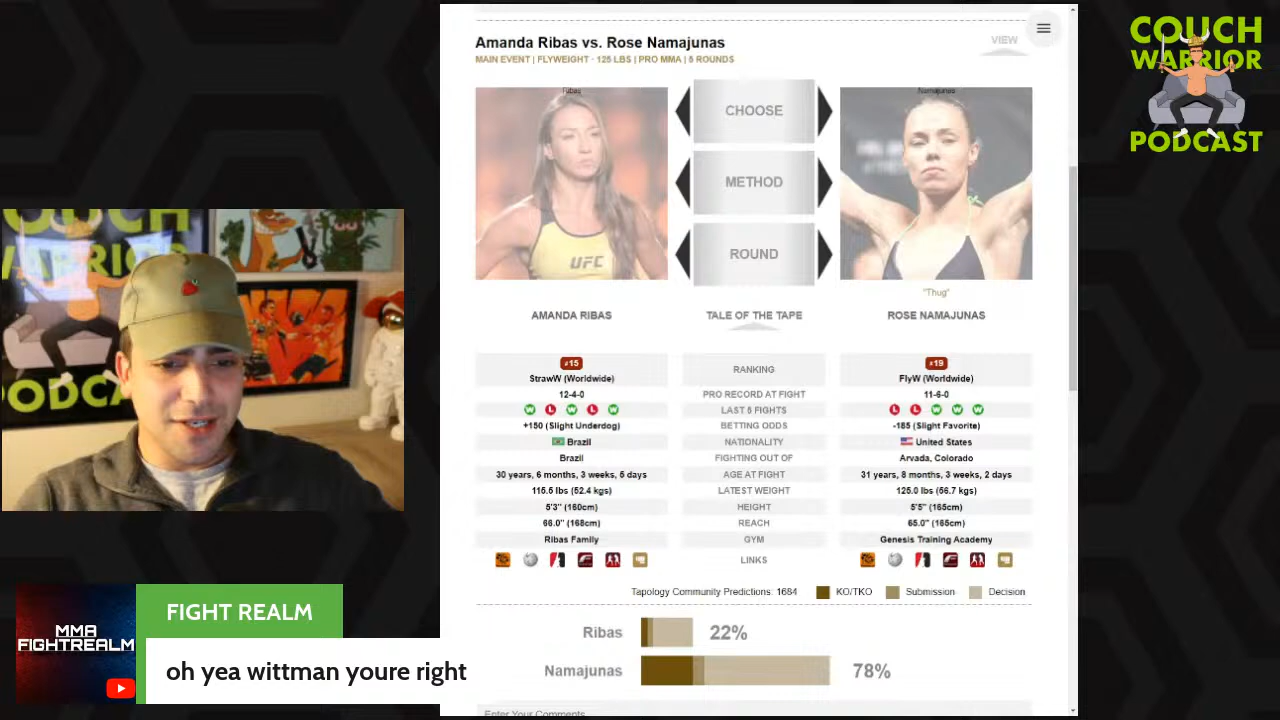 Amanda Ribas vs. Rose Namajunas
MAIN EVENT | FLYWEIGHT · 125 LBS | PRO MMA | 5 ROUNDS
VIEW
COUCH
WARRIOR
PODCAST
Ribas
Namajunas
CHOOSE
METHOD
ROUND
UFC
"Thug"
AMANDA RIBAS
TALE OF THE TAPE
ROSE NAMAJUNAS
#15
StrawW (Worldwide)
RANKING
#19
FlyW (Worldwide)
12-4-0
PRO RECORD AT FIGHT
11-6-0
W L W L W
LAST 5 FIGHTS
L L W W W
+150 (Slight Underdog)
BETTING ODDS
-185 (Slight Favorite)
Brazil
NATIONALITY
United States
Brazil
FIGHTING OUT OF
Arvada, Colorado
30 years, 6 months, 3 weeks, 5 days
AGE AT FIGHT
31 years, 8 months, 3 weeks, 2 days
115.5 lbs (52.4 kgs)
LATEST WEIGHT
125.0 lbs (56.7 kgs)
5'3" (160cm)
HEIGHT
5'5" (165cm)
66.0" (168cm)
REACH
65.0" (165cm)
Ribas Family
GYM
Genesis Training Academy
LINKS
Tapology Community Predictions: 1684
KO/TKO
Submission
Decision
Ribas
22%
Namajunas
78%
Enter Your Comments
MMA
FIGHTREALM
FIGHT REALM
oh yea wittman youre right